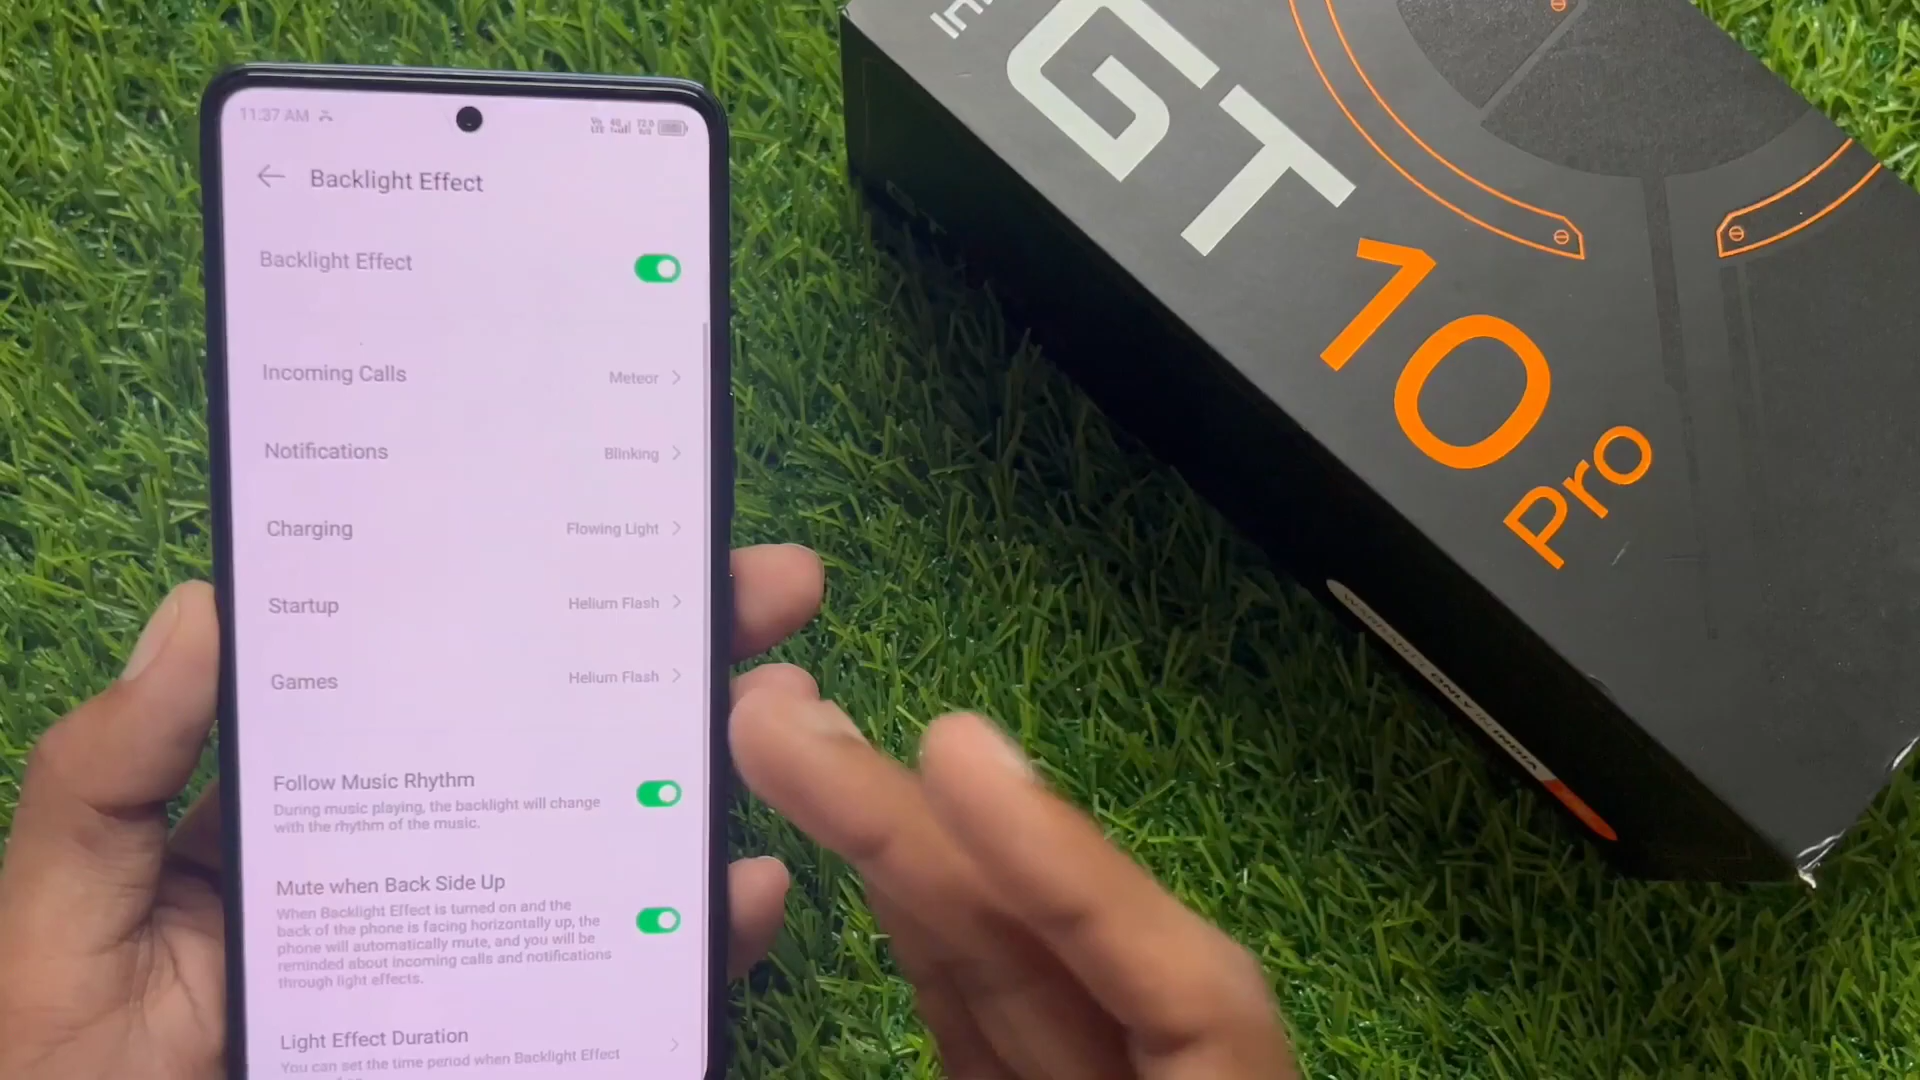 11:37 AM
Backlight Effect
Backlight Effect
Incoming Calls
Meteor
Notifications
Blinking
Charging
Flowing Light
Startup
Helium Flash
Games
Helium Flash
Follow Music Rhythm
During music playing, the backlight will change
with the rhythm of the music.
Mute when Back Side Up
When Backlight Effect is turned on and the
back of the phone is facing horizontally up, the
phone will automatically mute, and you will be
reminded about incoming calls and notifications
through light effects.
Light Effect Duration
You can set the time period when Backlight Effect
GT
10
Pro
WARRANTY ONLY IN INDIA